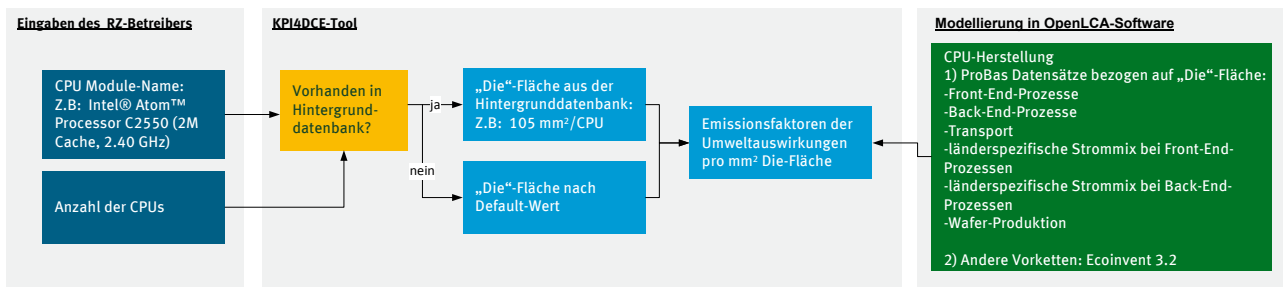 Eingaben des RZ-Betreibers
CPU Module-Name:
Z.B: Intel® Atom™
Processor C2550 (2M
Cache, 2.40 GHz)
Anzahl der CPUs
KPI4DCE-Tool
Vorhanden in
Hintergrund-
datenbank?
ja
nein
„Die“-Fläche aus der
Hintergrunddatenbank:
Z.B: 105 mm²/CPU
„Die“-Fläche nach
Default-Wert
Emissionsfaktoren der
Umweltauswirkungen
pro mm² Die-Fläche
Modellierung in OpenLCA-Software
CPU-Herstellung
1) ProBas Datensätze bezogen auf „Die“-Fläche:
-Front-End-Prozesse
-Back-End-Prozesse
-Transport
-länderspezifische Strommix bei Front-End-
Prozessen
-länderspezifische Strommix bei Back-End-
Prozessen
-Wafer-Produktion
2) Andere Vorketten: Ecoinvent 3.2